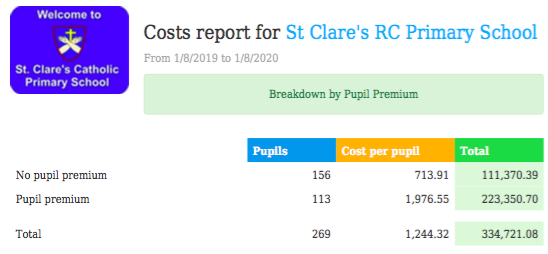 Welcome to
St. Clare's Catholic
Primary School
Costs report for St Clare's RC Primary School
From 1/8/2019 to 1/8/2020
Breakdown by Pupil Premium
Pupils Cost per pupil Total
No pupil premium 156 713.91 111,370.39
Pupil premium 113 1,976.55 223,350.70
Total 269 1,244.32 334,721.08